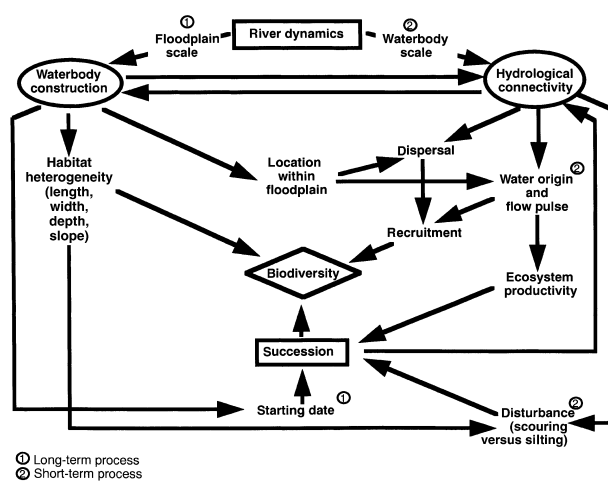 ①
Floodplain
scale
River dynamics
②
Waterbody
scale
Waterbody
construction
Hydrological
connectivity
Habitat
heterogeneity
(length,
width,
depth,
slope)
Location
within
floodplain
Dispersal
②
Water origin
and
flow pulse
Recruitment
Biodiversity
Ecosystem
productivity
Succession
Starting date ①
Disturbance ②
(scouring
versus silting)
① Long-term process
② Short-term process